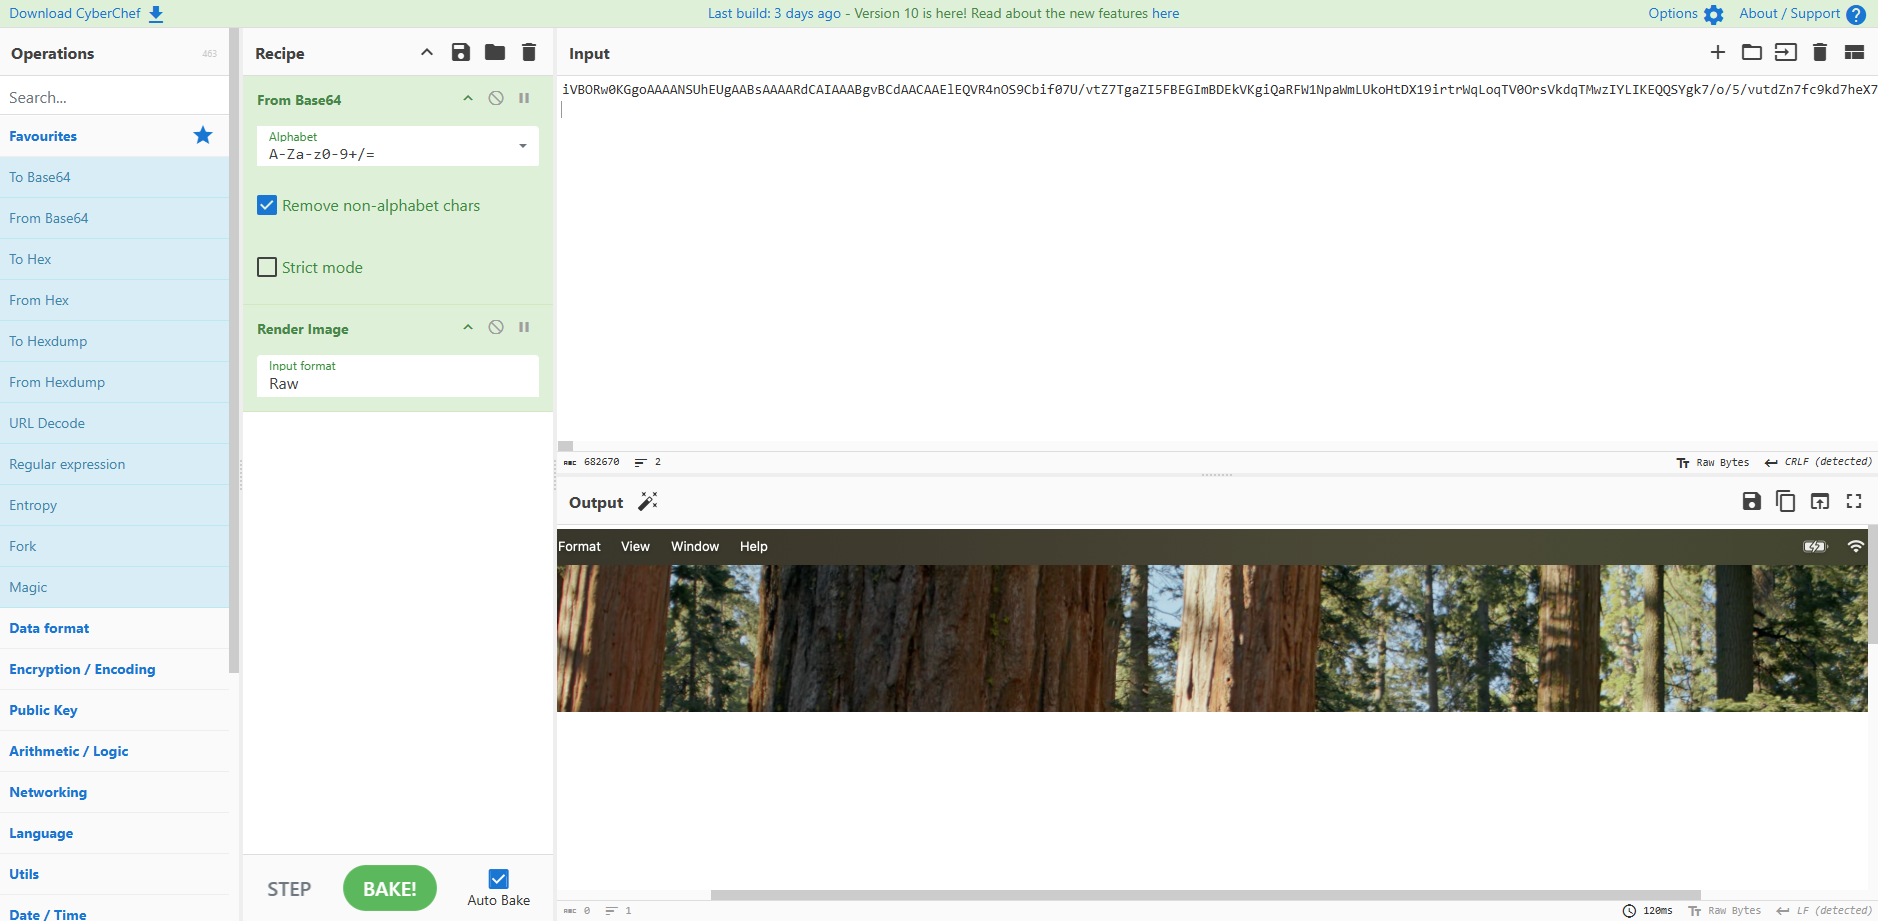 Download CyberChef
Last build: 3 days ago - Version 10 is here! Read about the new features here
Options
About / Support
Operations
463
Search...
Favourites
To Base64
From Base64
To Hex
From Hex
To Hexdump
From Hexdump
URL Decode
Regular expression
Entropy
Fork
Magic
Data format
Encryption / Encoding
Public Key
Arithmetic / Logic
Networking
Language
Utils
Date / Time
Recipe
From Base64
Alphabet
A-Za-z0-9+/=
Remove non-alphabet chars
Strict mode
Render Image
Input format
Raw
STEP
BAKE!
Auto Bake
Input
iVBORw0KGgoAAAANSUhEUgAABsAAAARdCAIAAABgvBCdAACAAElEQVR4nOS9Cbif07U/vtZ7TgaZI5FBEGImBDEkVKgiQaRFW1NpaWmLUkoHtDX19irtrWqLoqTV0OrsVkdqTMwzIYLIKEQQSYgk7/o/5/vutdZn7fc9kd7heX7
ʀʙᴄ 682670
2
Raw Bytes
CRLF (detected)
Output
Format View Window Help
ʀʙᴄ 0
1
120ms
Raw Bytes
LF (detected)